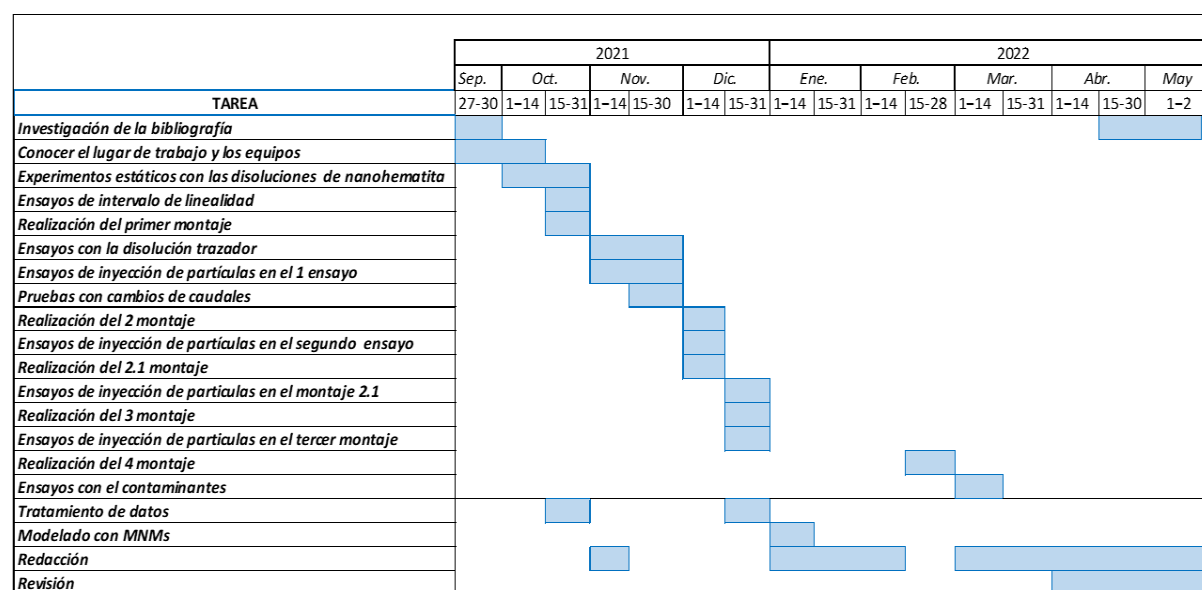 2021 2022
Sep. Oct. Nov. Dic. Ene. Feb. Mar. Abr. May
TAREA 27-30 1–14 15-31 1–14 15-30 1–14 15-31 1–14 15-31 1–14 15-28 1–14 15-31 1–14 15-30 1–2
Investigación de la bibliografía
Conocer el lugar de trabajo y los equipos
Experimentos estáticos con las disoluciones de nanohematita
Ensayos de intervalo de linealidad
Realización del primer montaje
Ensayos con la disolución trazador
Ensayos de inyección de partículas en el 1 ensayo
Pruebas con cambios de caudales
Realización del 2 montaje
Ensayos de inyección de partículas en el segundo ensayo
Realización del 2.1 montaje
Ensayos de inyección de particulas en el montaje 2.1
Realización del 3 montaje
Ensayos de inyección de particulas en el tercer montaje
Realización del 4 montaje
Ensayos con el contaminantes
Tratamiento de datos
Modelado con MNMs
Redacción
Revisión